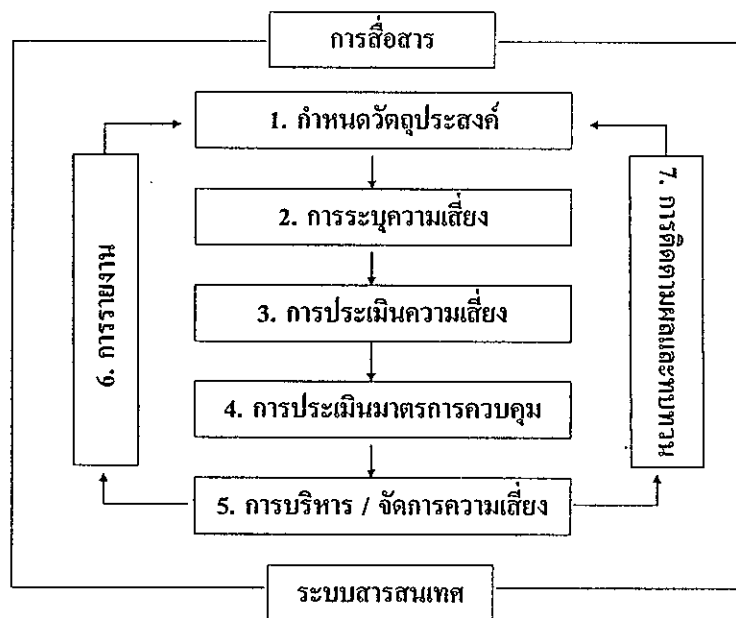 การสื่อสาร
1. กำหนดวัตถุประสงค์
2. การระบุความเสี่ยง
3. การประเมินความเสี่ยง
4. การประเมินมาตรการควบคุม
5. การบริหาร / จัดการความเสี่ยง
6. การรายงาน
7. การติดตามผลและทบทวน
ระบบสารสนเทศ